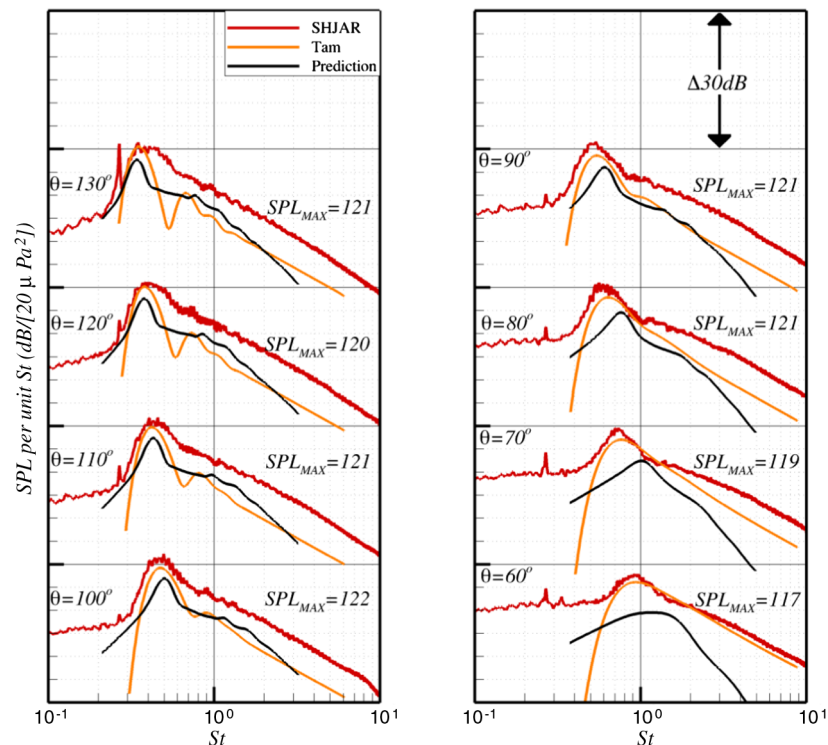 SHJAR
Tam
Prediction
SPL per unit St (dB/[20 μ Pa²])
θ=130°
SPL_MAX=121
θ=120°
SPL_MAX=120
θ=110°
SPL_MAX=121
θ=100°
SPL_MAX=122
10⁻¹ 10⁰ 10¹
St
Δ30dB
θ=90°
SPL_MAX=121
θ=80°
SPL_MAX=121
θ=70°
SPL_MAX=119
θ=60°
SPL_MAX=117
10⁻¹ 10⁰ 10¹
St